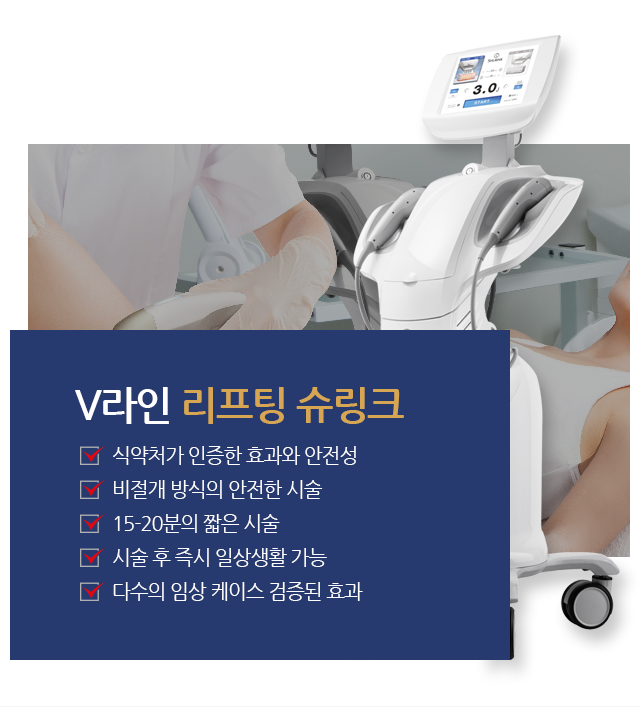 3.0
START
V라인 리프팅 슈링크
식약처가 인증한 효과와 안전성
비절개 방식의 안전한 시술
15-20분의 짧은 시술
시술 후 즉시 일상생활 가능
다수의 임상 케이스 검증된 효과